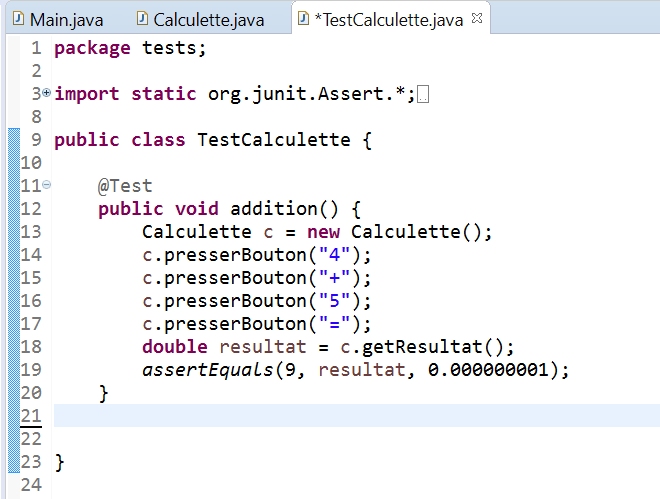 Main.java Calculette.java *TestCalculette.java
1 package tests;
2
3 import static org.junit.Assert.*;
8
9 public class TestCalculette {
10
11 @Test
12 public void addition() {
13 Calculette c = new Calculette();
14 c.presserBouton("4");
15 c.presserBouton("+");
16 c.presserBouton("5");
17 c.presserBouton("=");
18 double resultat = c.getResultat();
19 assertEquals(9, resultat, 0.000000001);
20 }
21
22
23 }
24